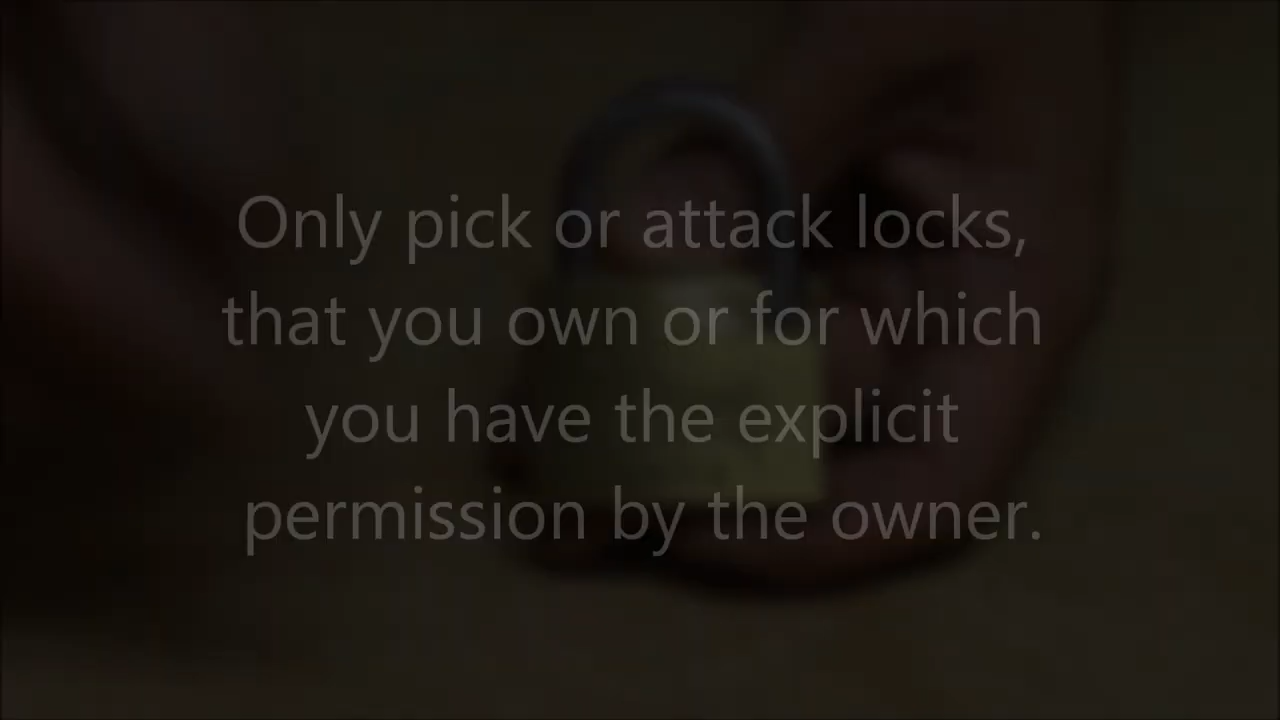 Only pick or attack locks,
that you own or for which
you have the explicit
permission by the owner.